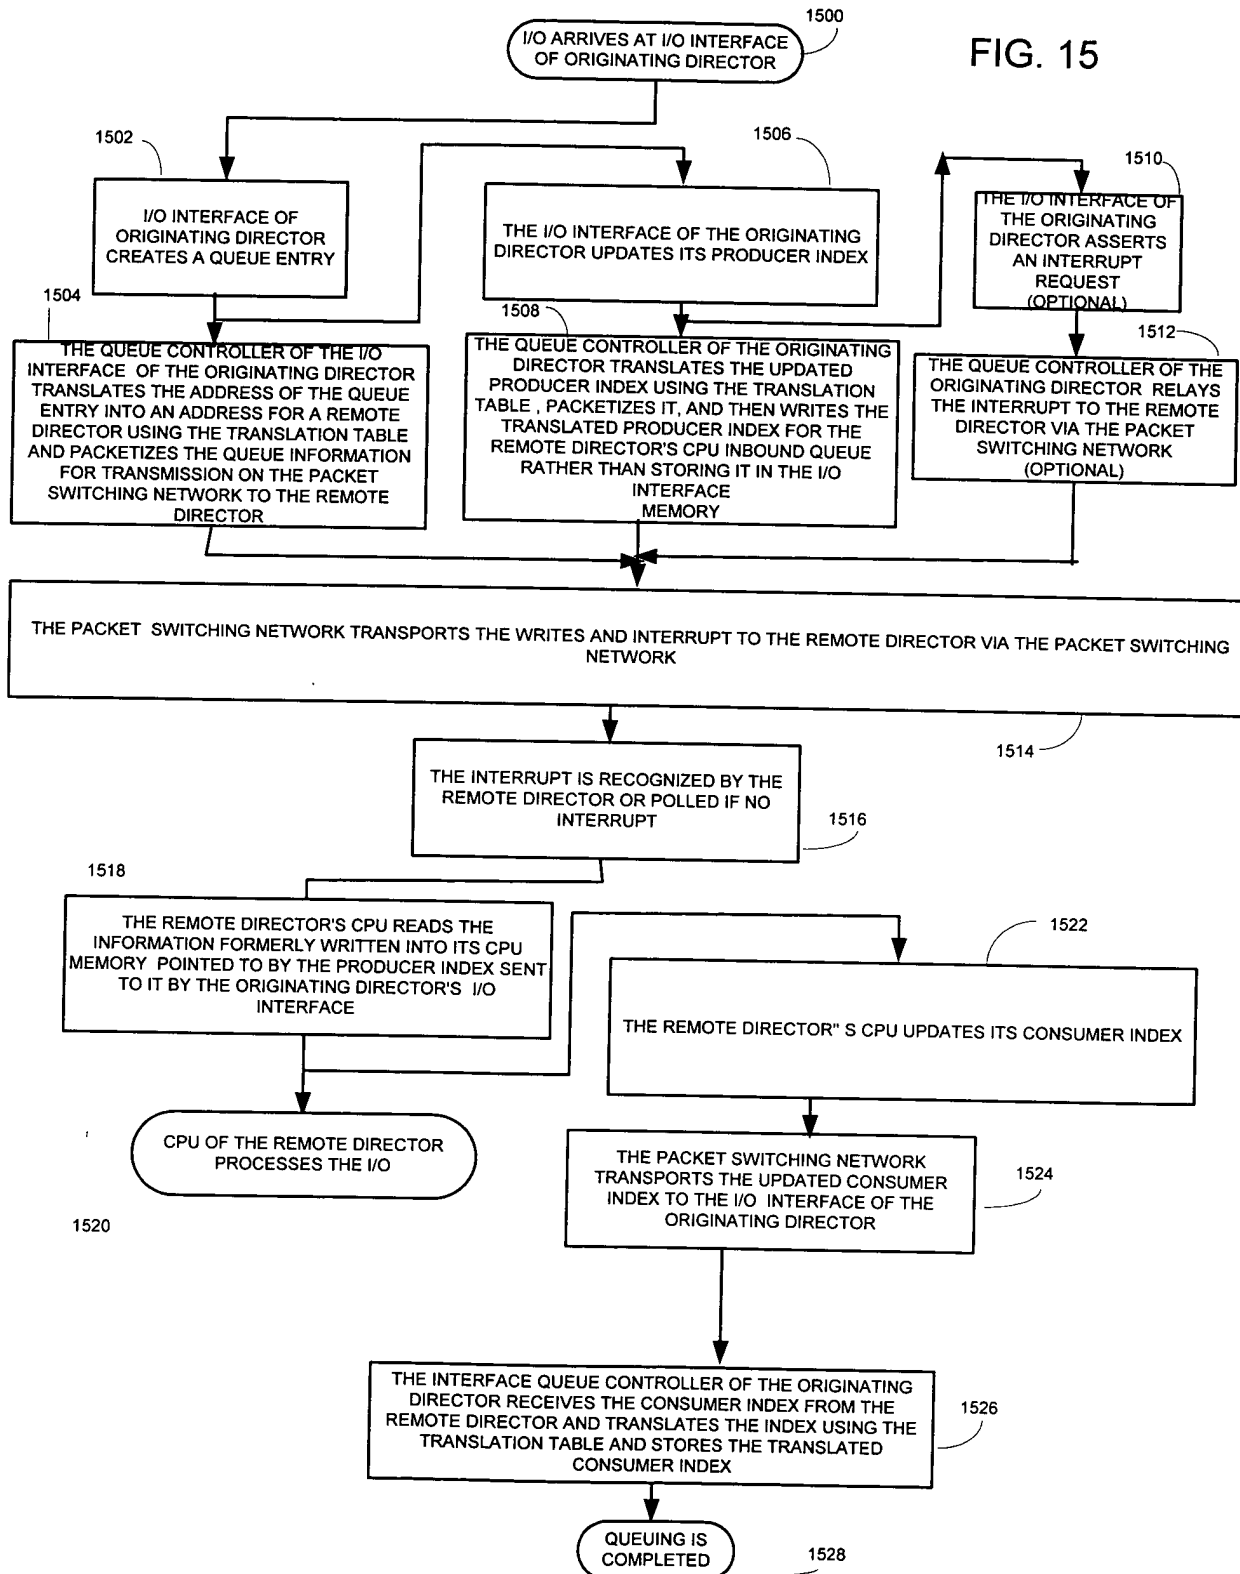 1500
I/O ARRIVES AT I/O INTERFACE
OF ORIGINATING DIRECTOR
FIG. 15
1502
I/O INTERFACE OF
ORIGINATING DIRECTOR
CREATES A QUEUE ENTRY
1506
THE I/O INTERFACE OF THE ORIGINATING
DIRECTOR UPDATES ITS PRODUCER INDEX
1510
THE I/O INTERFACE OF
THE ORIGINATING
DIRECTOR ASSERTS
AN INTERRUPT
REQUEST
(OPTIONAL)
1504
THE QUEUE CONTROLLER OF THE I/O
INTERFACE OF THE ORIGINATING DIRECTOR
TRANSLATES THE ADDRESS OF THE QUEUE
ENTRY INTO AN ADDRESS FOR A REMOTE
DIRECTOR USING THE TRANSLATION TABLE
AND PACKETIZES THE QUEUE INFORMATION
FOR TRANSMISSION ON THE PACKET
SWITCHING NETWORK TO THE REMOTE
DIRECTOR
1508
THE QUEUE CONTROLLER OF THE ORIGINATING
DIRECTOR TRANSLATES THE UPDATED
PRODUCER INDEX USING THE TRANSLATION
TABLE , PACKETIZES IT, AND THEN WRITES THE
TRANSLATED PRODUCER INDEX FOR THE
REMOTE DIRECTOR'S CPU INBOUND QUEUE
RATHER THAN STORING IT IN THE I/O
INTERFACE
MEMORY
1512
THE QUEUE CONTROLLER OF THE
ORIGINATING DIRECTOR RELAYS
THE INTERRUPT TO THE REMOTE
DIRECTOR VIA THE PACKET
SWITCHING NETWORK
(OPTIONAL)
THE PACKET SWITCHING NETWORK TRANSPORTS THE WRITES AND INTERRUPT TO THE REMOTE DIRECTOR VIA THE PACKET SWITCHING
NETWORK
1514
THE INTERRUPT IS RECOGNIZED BY THE
REMOTE DIRECTOR OR POLLED IF NO
INTERRUPT
1516
1518
THE REMOTE DIRECTOR'S CPU READS THE
INFORMATION FORMERLY WRITTEN INTO ITS CPU
MEMORY POINTED TO BY THE PRODUCER INDEX SENT
TO IT BY THE ORIGINATING DIRECTOR'S I/O
INTERFACE
1522
THE REMOTE DIRECTOR" S CPU UPDATES ITS CONSUMER INDEX
CPU OF THE REMOTE DIRECTOR
PROCESSES THE I/O
1520
THE PACKET SWITCHING NETWORK
TRANSPORTS THE UPDATED CONSUMER
INDEX TO THE I/O INTERFACE OF THE
ORIGINATING DIRECTOR
1524
THE INTERFACE QUEUE CONTROLLER OF THE ORIGINATING
DIRECTOR RECEIVES THE CONSUMER INDEX FROM THE
REMOTE DIRECTOR AND TRANSLATES THE INDEX USING THE
TRANSLATION TABLE AND STORES THE TRANSLATED
CONSUMER INDEX
1526
QUEUING IS
COMPLETED
1528